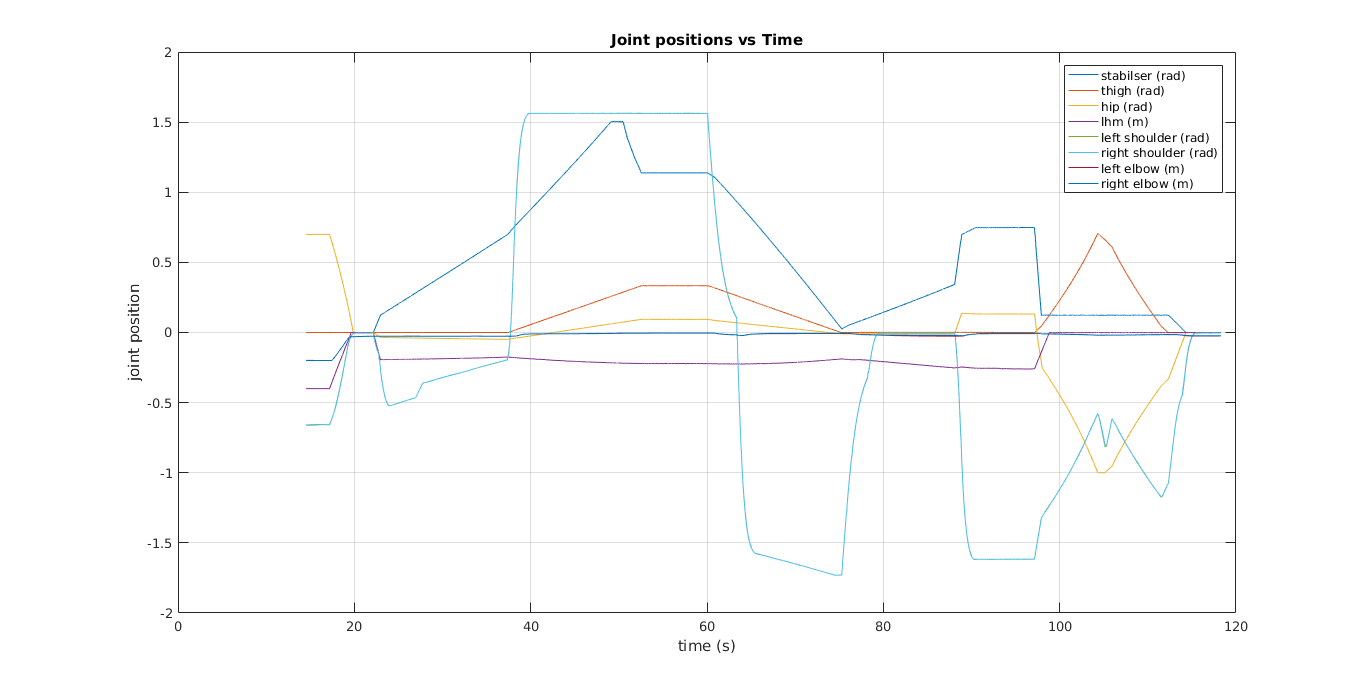 Joint positions vs Time
2
1.5
1
0.5
0
-0.5
-1
-1.5
-2
joint position
stabilser (rad)
thigh (rad)
hip (rad)
lhm (m)
left shoulder (rad)
right shoulder (rad)
left elbow (m)
right elbow (m)
0 20 40 60 80 100 120
time (s)